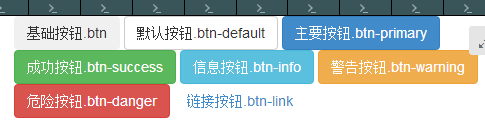 基础按钮.btn 默认按钮.btn-default 主要按钮.btn-primary
成功按钮.btn-success 信息按钮.btn-info 警告按钮.btn-warning
危险按钮.btn-danger 链接按钮.btn-link